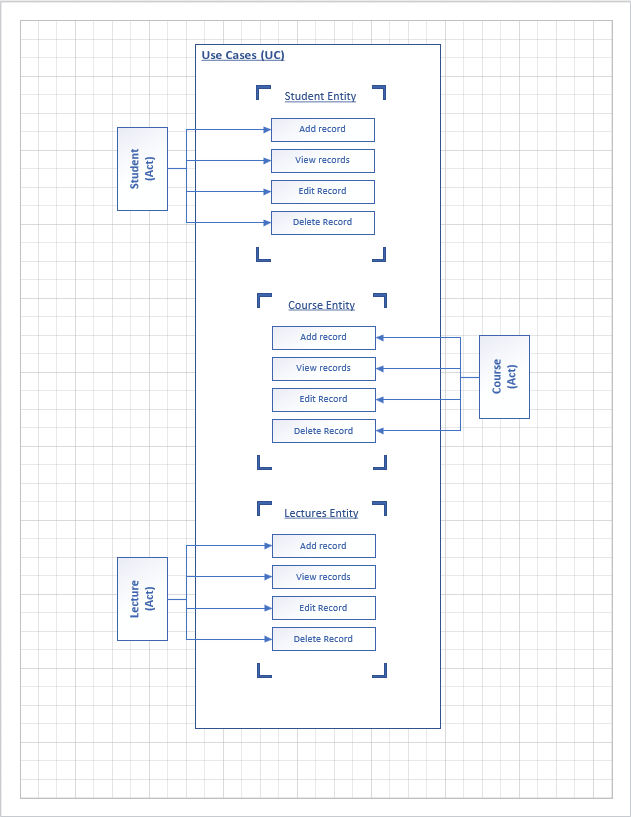 Use Cases (UC)
Student Entity
Student
(Act)
Add record
View records
Edit Record
Delete Record
Course Entity
Add record
View records
Edit Record
Delete Record
Course
(Act)
Lectures Entity
Lecture
(Act)
Add record
View records
Edit Record
Delete Record